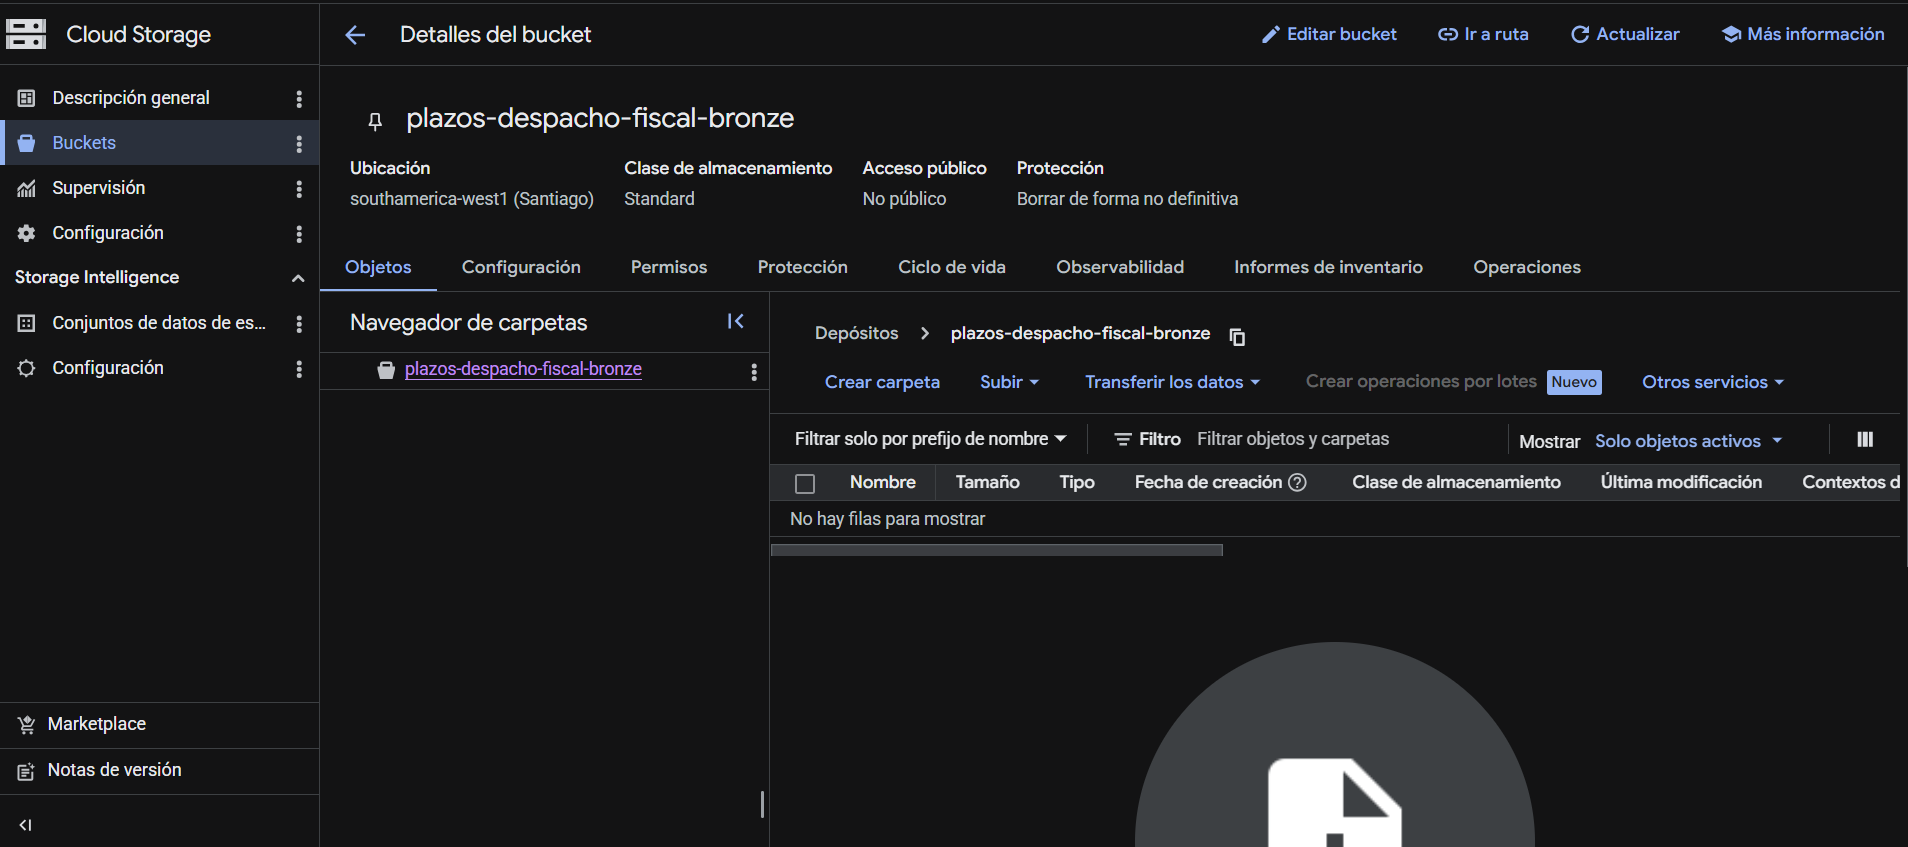 Cloud Storage
Detalles del bucket
Editar bucket
Ir a ruta
Actualizar
Más información
Descripción general
Buckets
Supervisión
Configuración
Storage Intelligence
Conjuntos de datos de es...
Configuración
Marketplace
Notas de versión
plazos-despacho-fiscal-bronze
Ubicación
southamerica-west1 (Santiago)
Clase de almacenamiento
Standard
Acceso público
No público
Protección
Borrar de forma no definitiva
Objetos
Configuración
Permisos
Protección
Ciclo de vida
Observabilidad
Informes de inventario
Operaciones
Navegador de carpetas
plazos-despacho-fiscal-bronze
Depósitos
plazos-despacho-fiscal-bronze
Crear carpeta
Subir
Transferir los datos
Crear operaciones por lotes
Nuevo
Otros servicios
Filtrar solo por prefijo de nombre
Filtro
Filtrar objetos y carpetas
Mostrar
Solo objetos activos
Nombre
Tamaño
Tipo
Fecha de creación
Clase de almacenamiento
Última modificación
Contextos d
No hay filas para mostrar